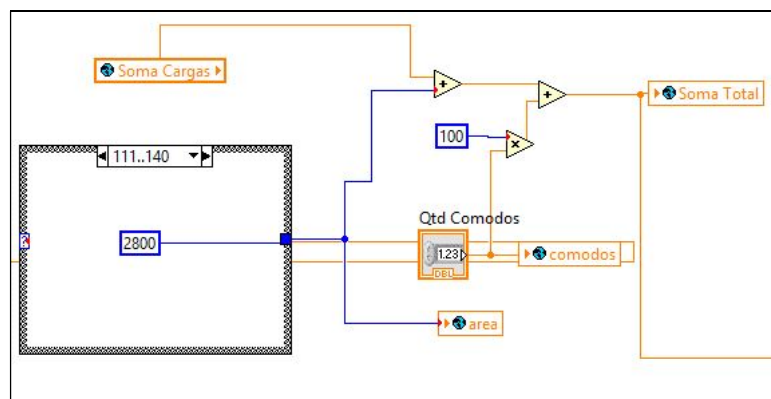 Soma Cargas
+
+
Soma Total
100
×
111..140
Qtd Comodos
2800
?
1.23
DBL
comodos
area